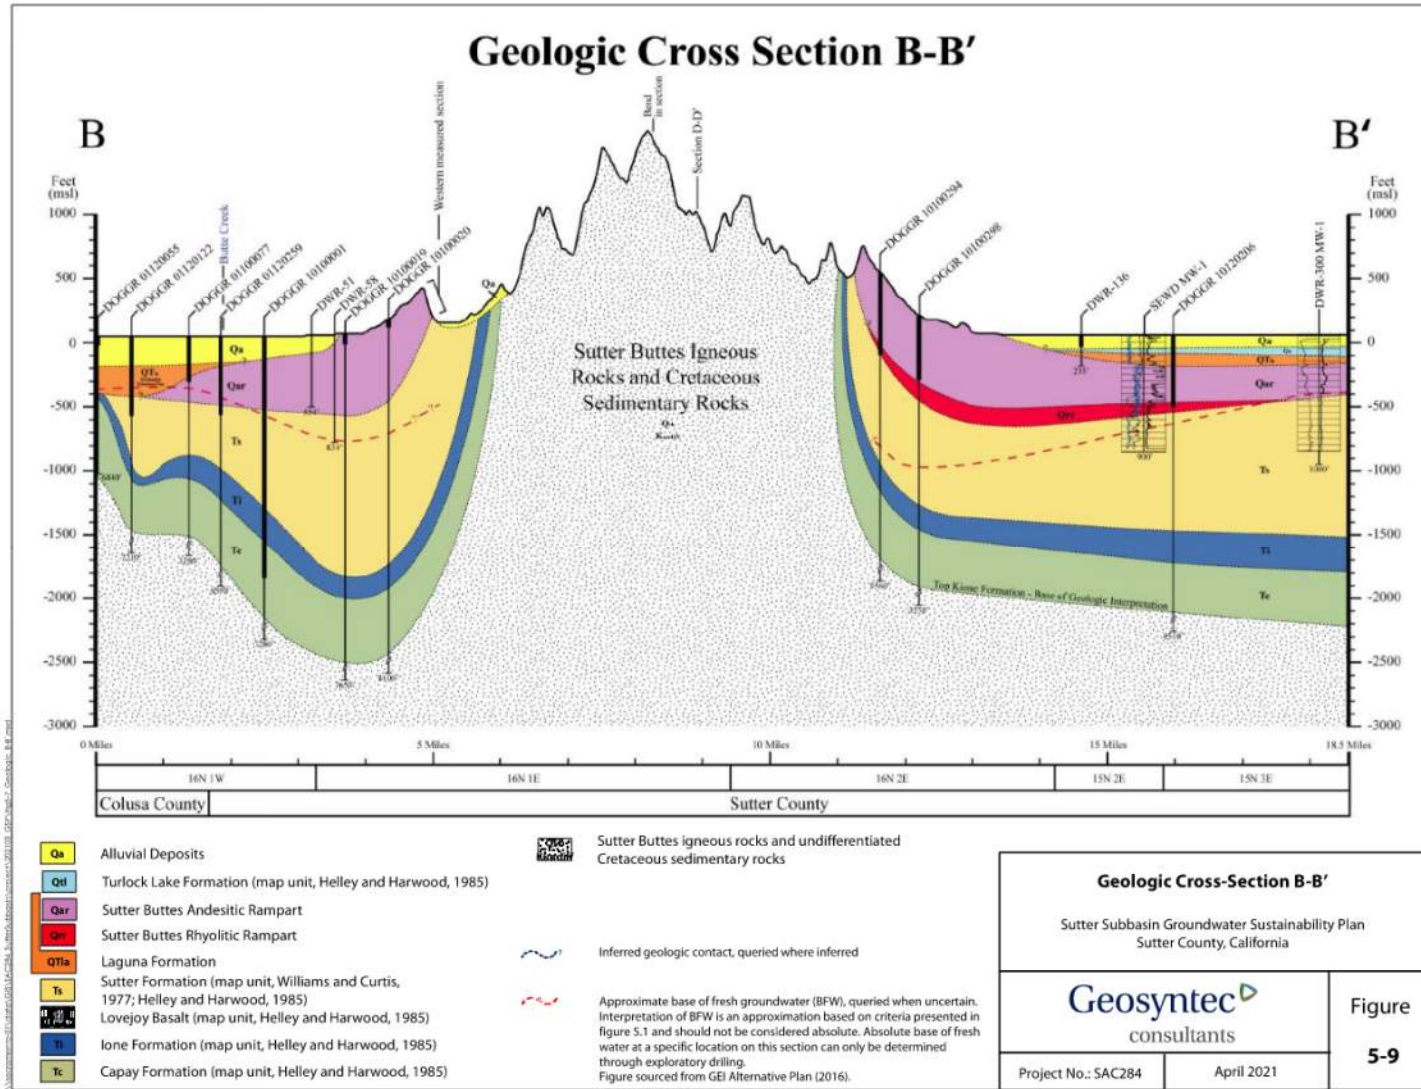 Geologic Cross Section B-B'
B
B'
Feet
(msl)
Feet
(msl)
1000
500
0
-500
-1000
-1500
-2000
-2500
-3000
1000
500
0
-500
-1000
-1500
-2000
-2500
-3000
DOGGR 01120055
DOGGR 01120122
Butte Creek
DOGGR 01100077
DOGGR 01120259
DOGGR 10100001
DWR-51
DWR-58
DOGGR 10100019
DOGGR 10100020
Western measured section
Bend
in section
Section D-D'
DOGGR 10100294
DOGGR 10100298
DWR-136
SEWD MW-1
DOGGR 10120206
DWR-300 MW-1
Qa
Qa
Qa
Qar
Qar
Qrr
Ts
Ts
Ti
Ti
Tc
Tc
Sutter Buttes Igneous
Rocks and Cretaceous
Sedimentary Rocks
Top Kione Formation - Base of Geologic Interpretation
900'
1000'
0 Miles
5 Miles
10 Miles
15 Miles
18.5 Miles
16N 1W
16N 1E
16N 2E
15N 2E
15N 3E
Colusa County
Sutter County
Qa Alluvial Deposits
Qtl Turlock Lake Formation (map unit, Helley and Harwood, 1985)
Qar Sutter Buttes Andesitic Rampart
Qrr Sutter Buttes Rhyolitic Rampart
QTla Laguna Formation
Ts Sutter Formation (map unit, Williams and Curtis,
1977; Helley and Harwood, 1985)
Lovejoy Basalt (map unit, Helley and Harwood, 1985)
Ti Ione Formation (map unit, Helley and Harwood, 1985)
Tc Capay Formation (map unit, Helley and Harwood, 1985)
Sutter Buttes igneous rocks and undifferentiated
Cretaceous sedimentary rocks
Inferred geologic contact, queried where inferred
Approximate base of fresh groundwater (BFW), queried when uncertain.
Interpretation of BFW is an approximation based on criteria presented in
figure 5.1 and should not be considered absolute. Absolute base of fresh
water at a specific location on this section can only be determined
through exploratory drilling.
Figure sourced from GEI Alternative Plan (2016).
Geologic Cross-Section B-B'
Sutter Subbasin Groundwater Sustainability Plan
Sutter County, California
Geosyntec
consultants
Figure
5-9
Project No.: SAC284
April 2021